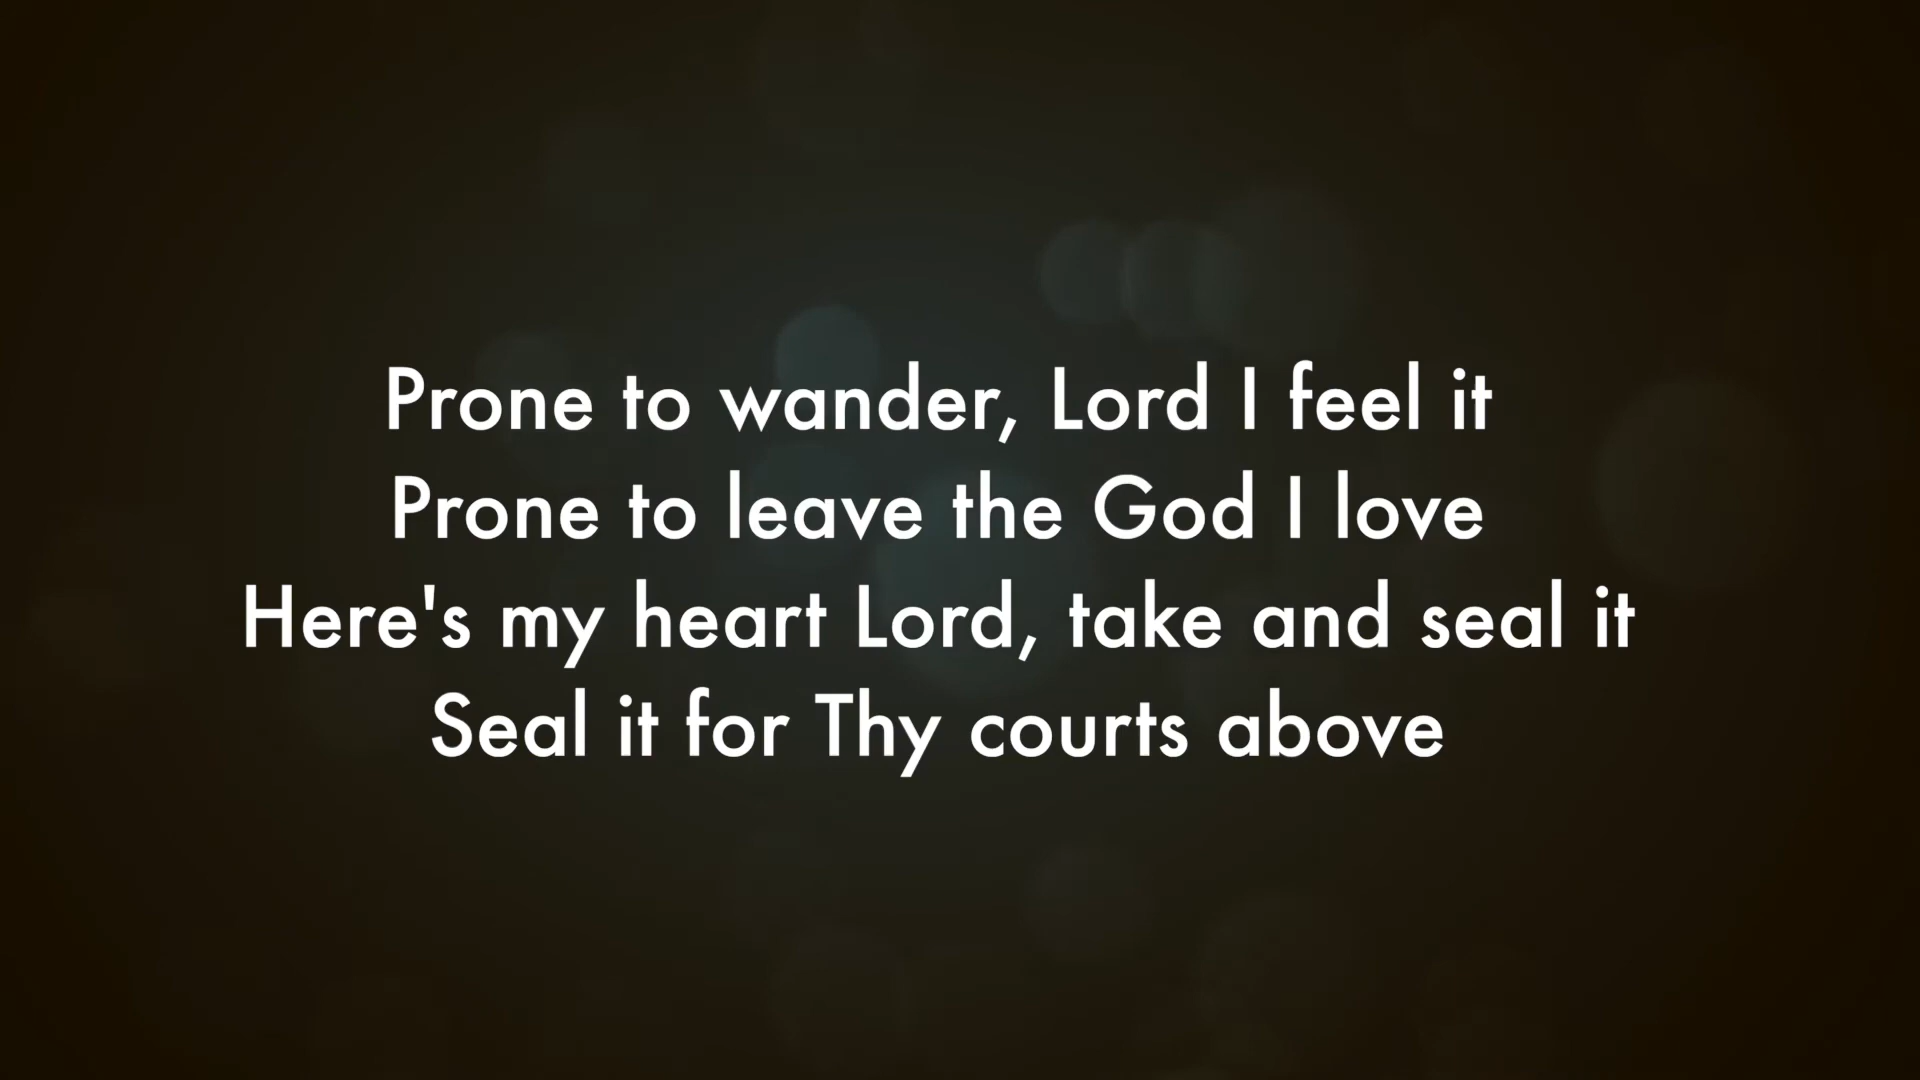 Prone to wander, Lord I feel it
Prone to leave the God I love
Here's my heart Lord, take and seal it
Seal it for Thy courts above